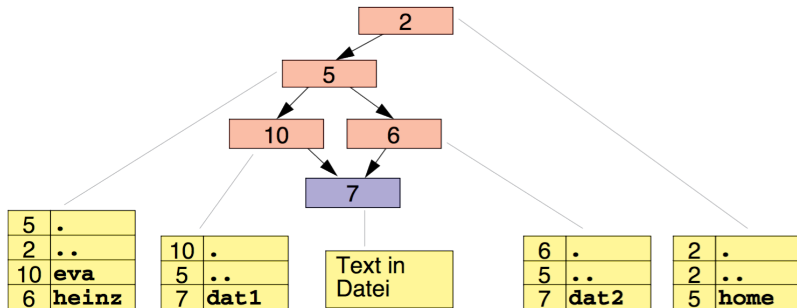 2
5
10
6
7
5 .
2 ..
10 eva
6 heinz
10 .
5 ..
7 dat1
Text in
Datei
6 .
5 ..
7 dat2
2 .
2 ..
5 home